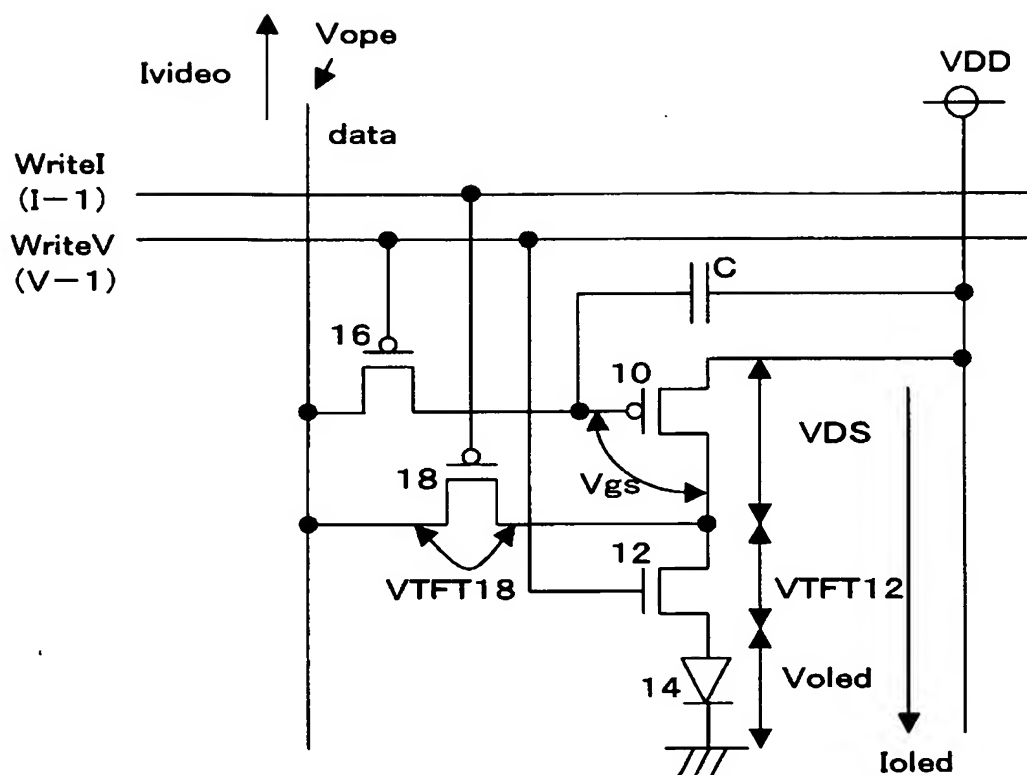 Vope
Ivideo
VDD
data
WriteI
(I−1)
WriteV
(V−1)
C
16
10
VDS
18
Vgs
12
VTFT18
VTFT12
14
Voled
Ioled